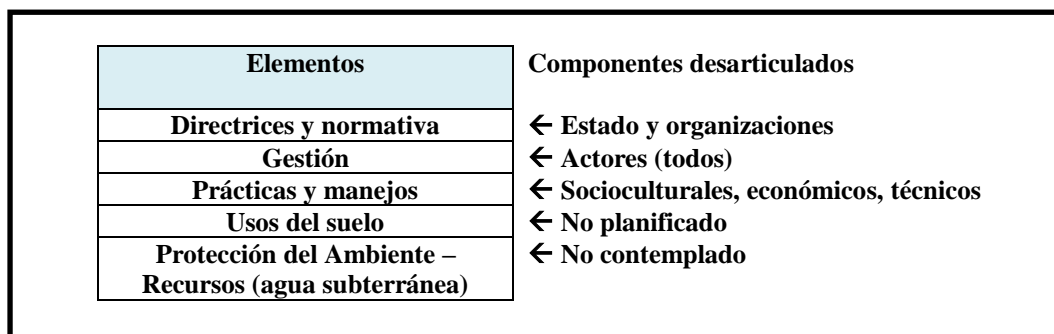 Elementos Componentes desarticulados
Directrices y normativa ← Estado y organizaciones
Gestión ← Actores (todos)
Prácticas y manejos ← Socioculturales, económicos, técnicos
Usos del suelo ← No planificado
Protección del Ambiente – ← No contemplado
Recursos (agua subterránea)